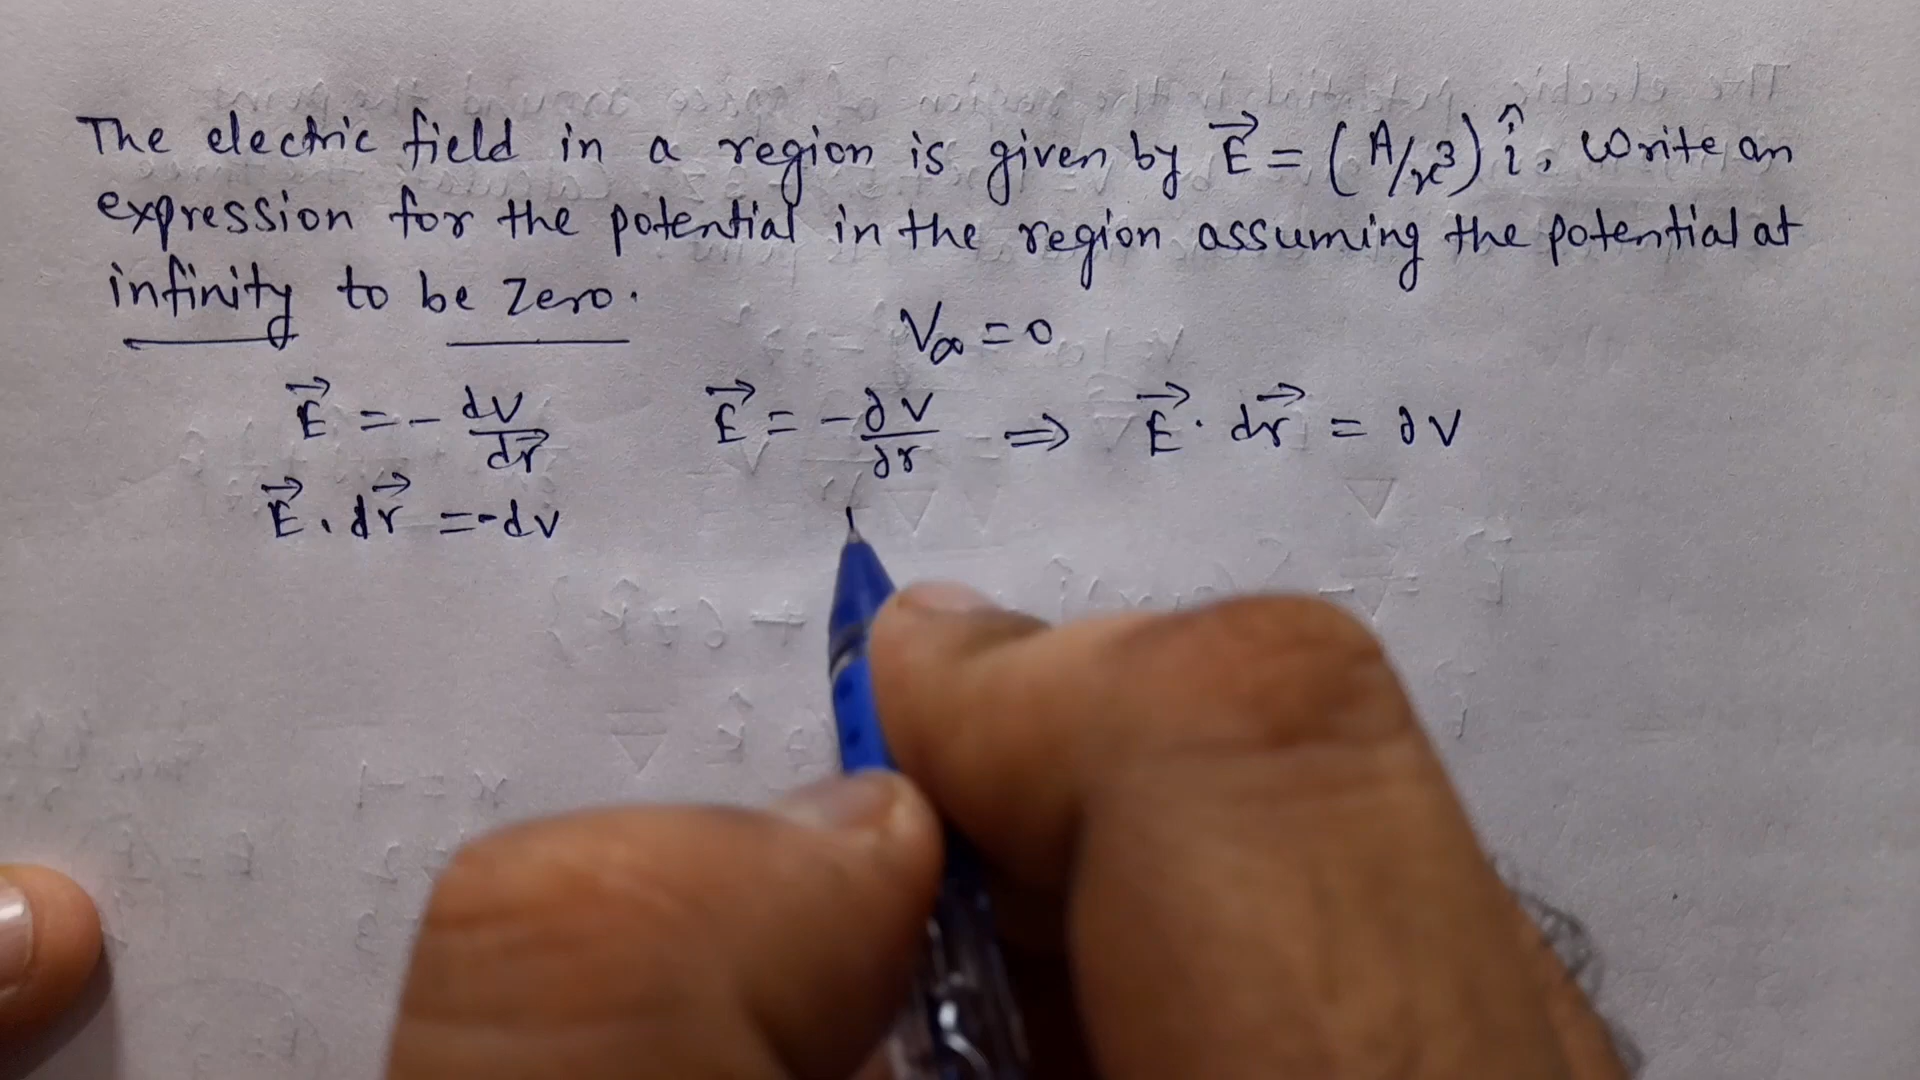 The electric field in a region is given by E⃗ = (A/x³) î. Write an
expression for the potential in the region assuming the potential at
infinity to be zero.
V∞ = 0
E⃗ = - dv/dr⃗   E⃗ = - ∂V/∂r ⇒ E⃗ · dr⃗ = ∂V
E⃗ . dr⃗ = -dv